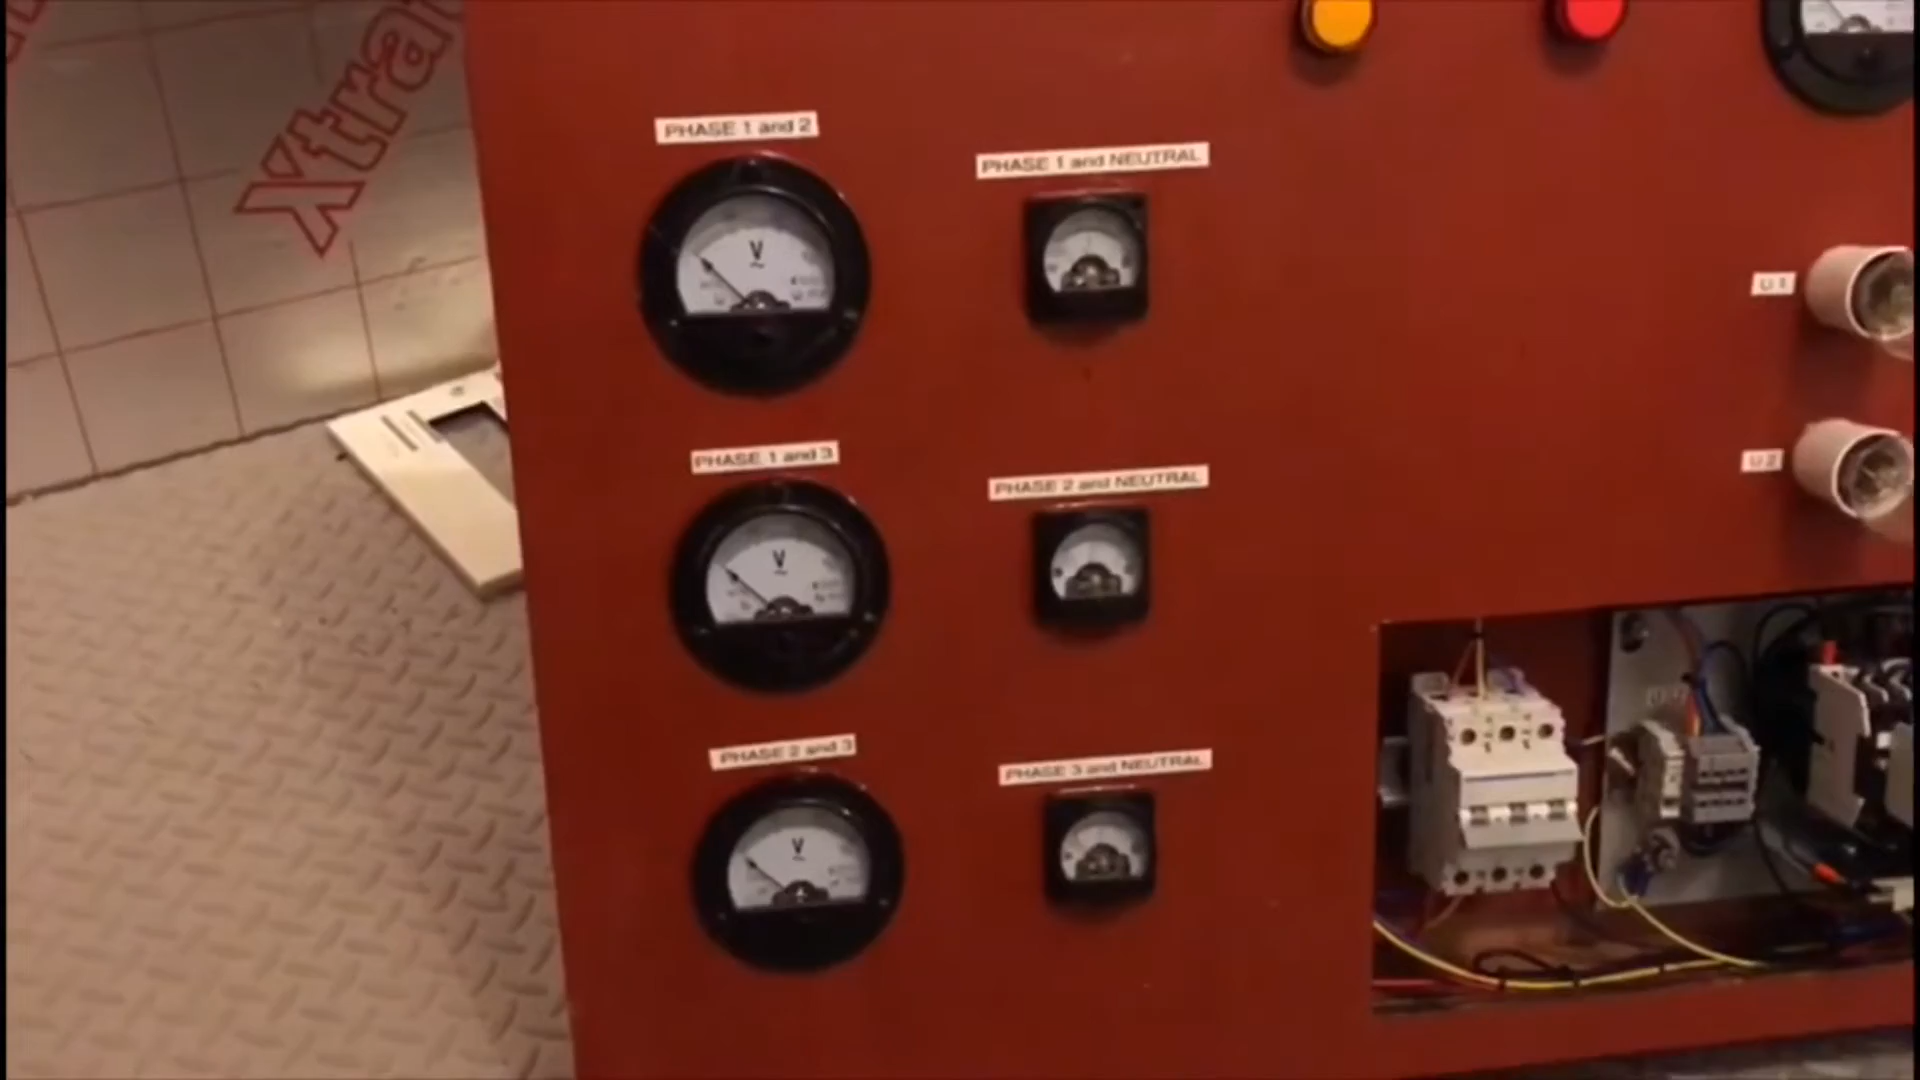 Xtra
PHASE 1 and 2
PHASE 1 and NEUTRAL
V
U 1
PHASE 1 and 3
PHASE 2 and NEUTRAL
V
U 2
PHASE 2 and 3
PHASE 3 and NEUTRAL
V